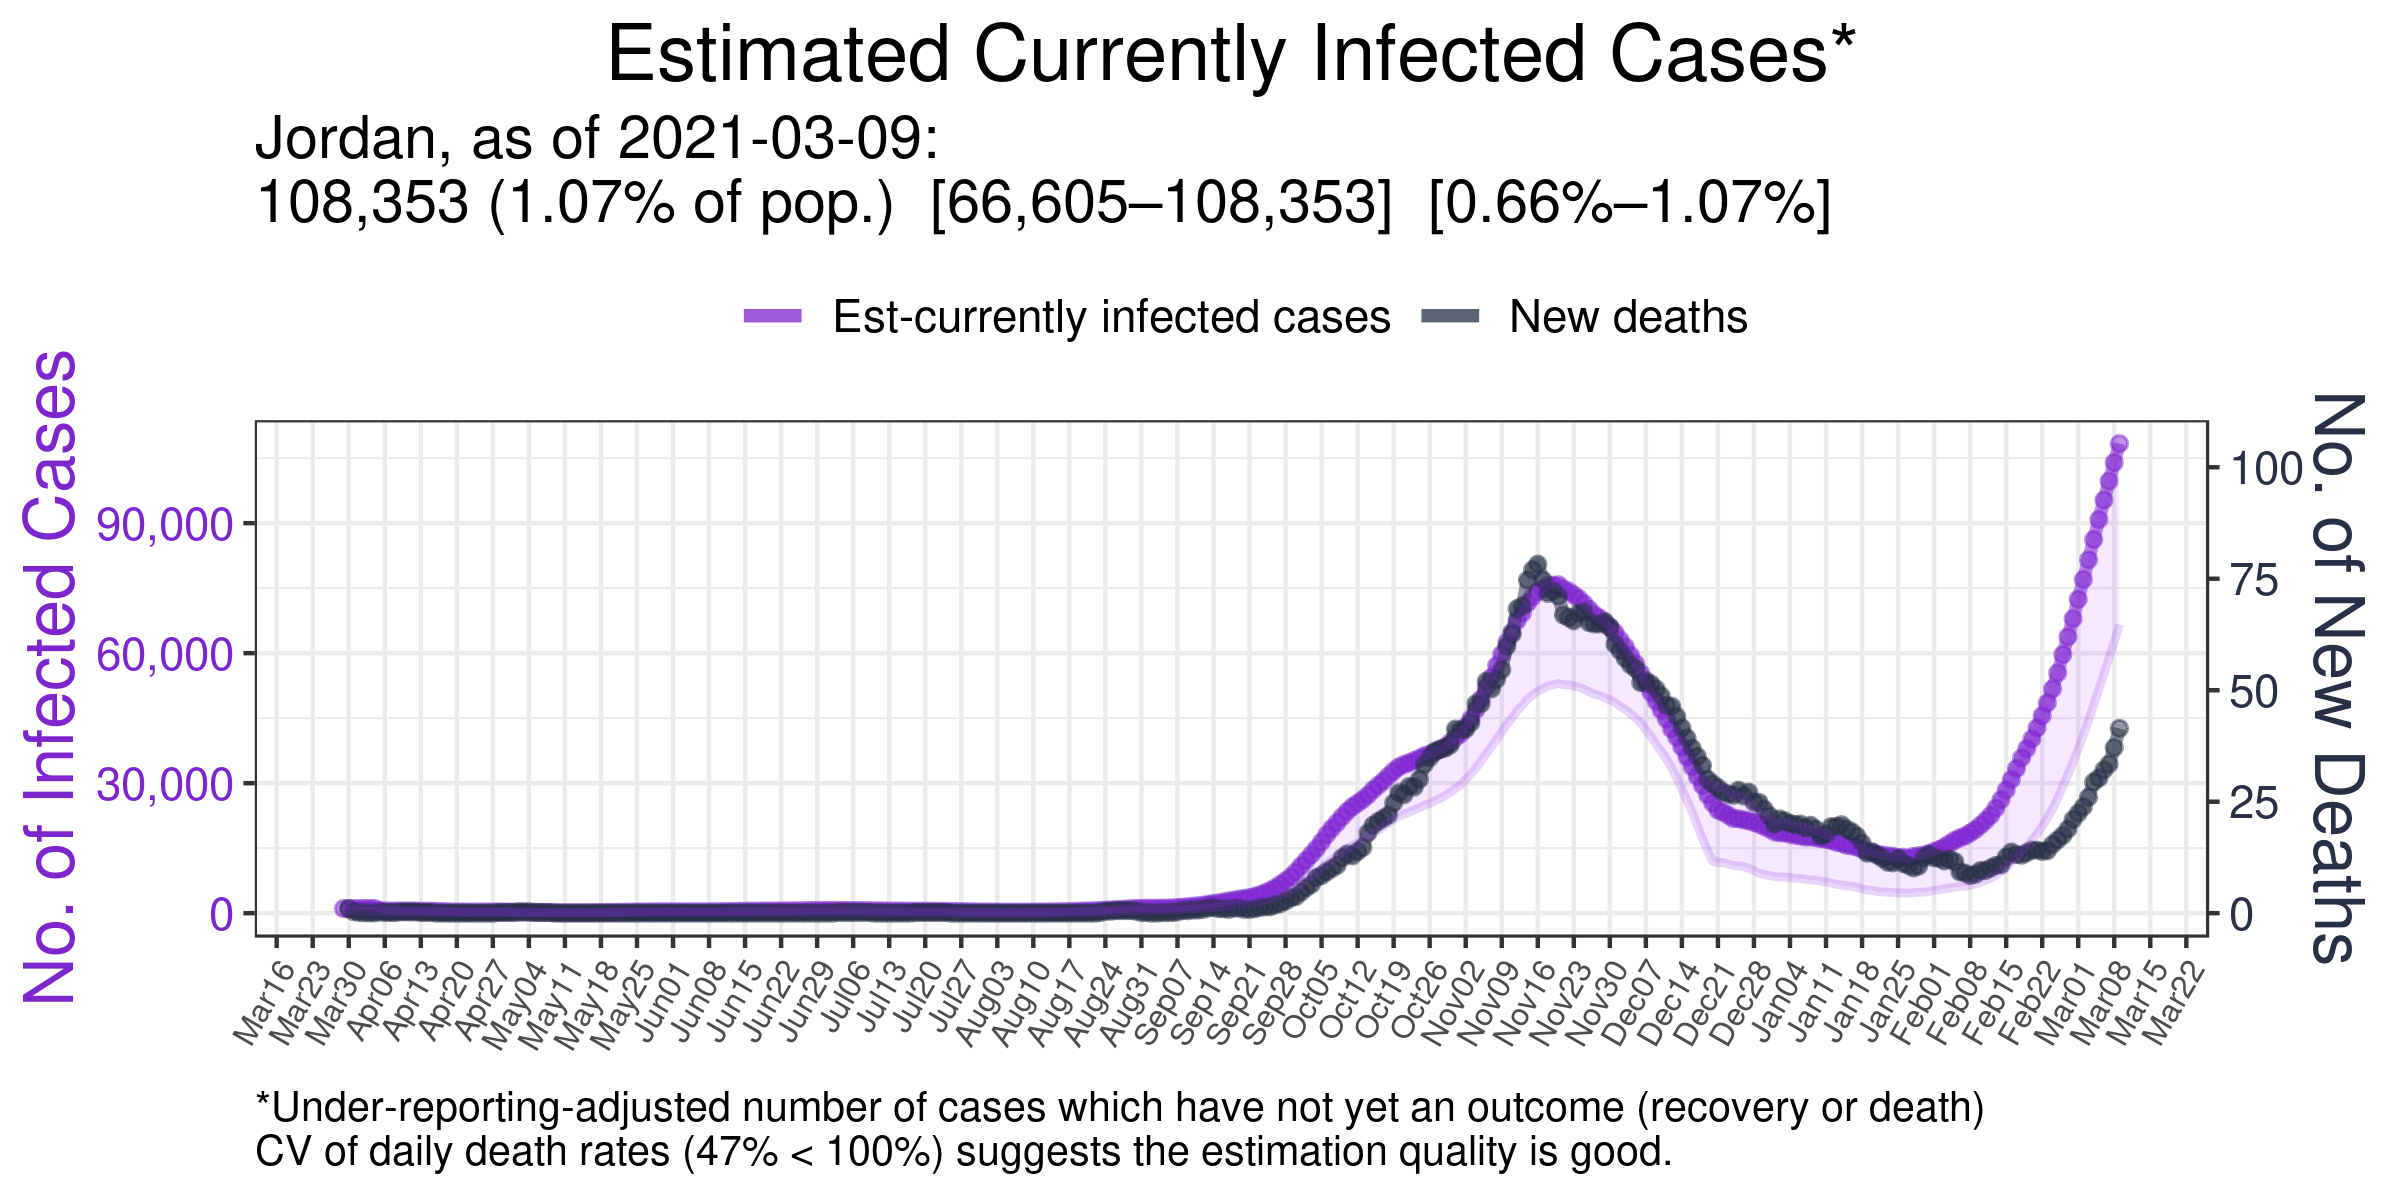 Estimated Currently Infected Cases*
Jordan, as of 2021-03-09:
108,353 (1.07% of pop.)  [66,605–108,353]  [0.66%–1.07%]
Est-currently infected cases
New deaths
No. of Infected Cases
90,000
60,000
30,000
0
100
75
50
25
0
No. of New Deaths
Mar16
Mar23
Mar30
Apr06
Apr13
Apr20
Apr27
May04
May11
May18
May25
Jun01
Jun08
Jun15
Jun22
Jun29
Jul06
Jul13
Jul20
Jul27
Aug03
Aug10
Aug17
Aug24
Aug31
Sep07
Sep14
Sep21
Sep28
Oct05
Oct12
Oct19
Oct26
Nov02
Nov09
Nov16
Nov23
Nov30
Dec07
Dec14
Dec21
Dec28
Jan04
Jan11
Jan18
Jan25
Feb01
Feb08
Feb15
Feb22
Mar01
Mar08
Mar15
Mar22
*Under-reporting-adjusted number of cases which have not yet an outcome (recovery or death)
CV of daily death rates (47% < 100%) suggests the estimation quality is good.